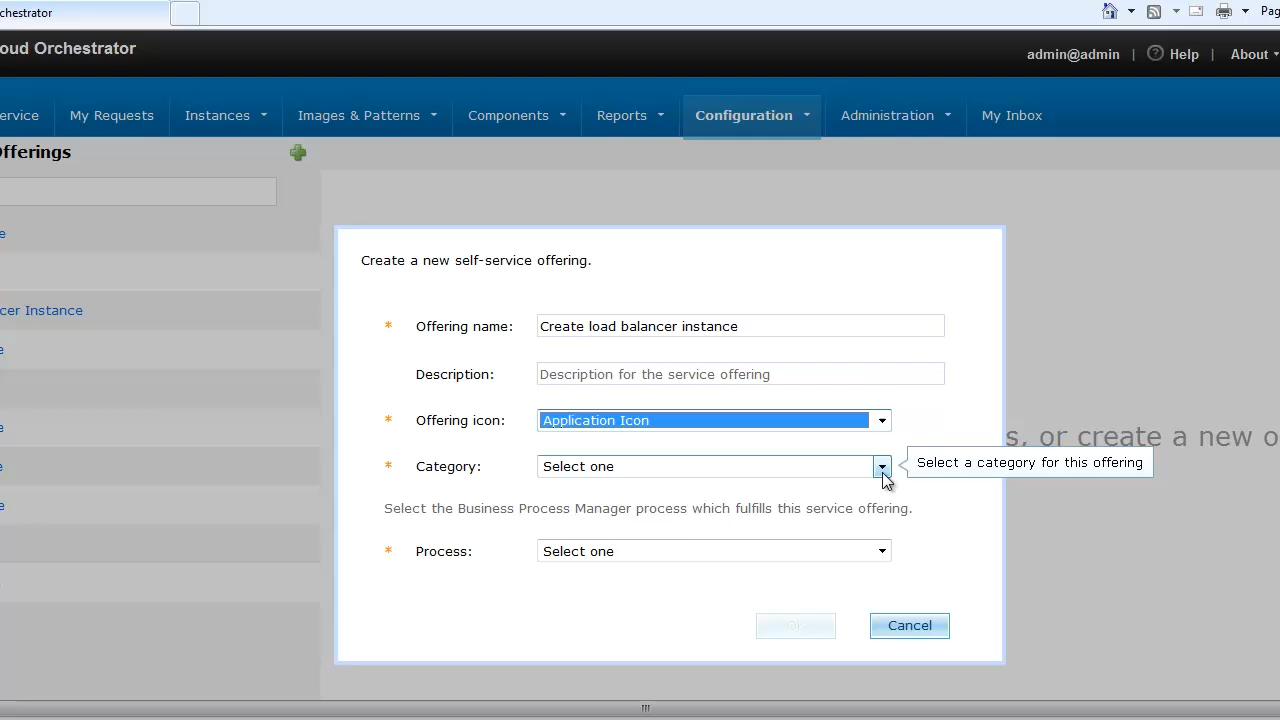 chestrator
Pag
oud Orchestrator
admin@admin | Help | About
ervice My Requests Instances Images & Patterns Components Reports Configuration Administration My Inbox
Offerings
e
Create a new self-service offering.
cer Instance
* Offering name: Create load balancer instance
e
Description: Description for the service offering
* Offering icon: Application Icon
e
s, or create a new o
* Category: Select one
Select a category for this offering
e
Select the Business Process Manager process which fulfills this service offering.
e
* Process: Select one
Cancel